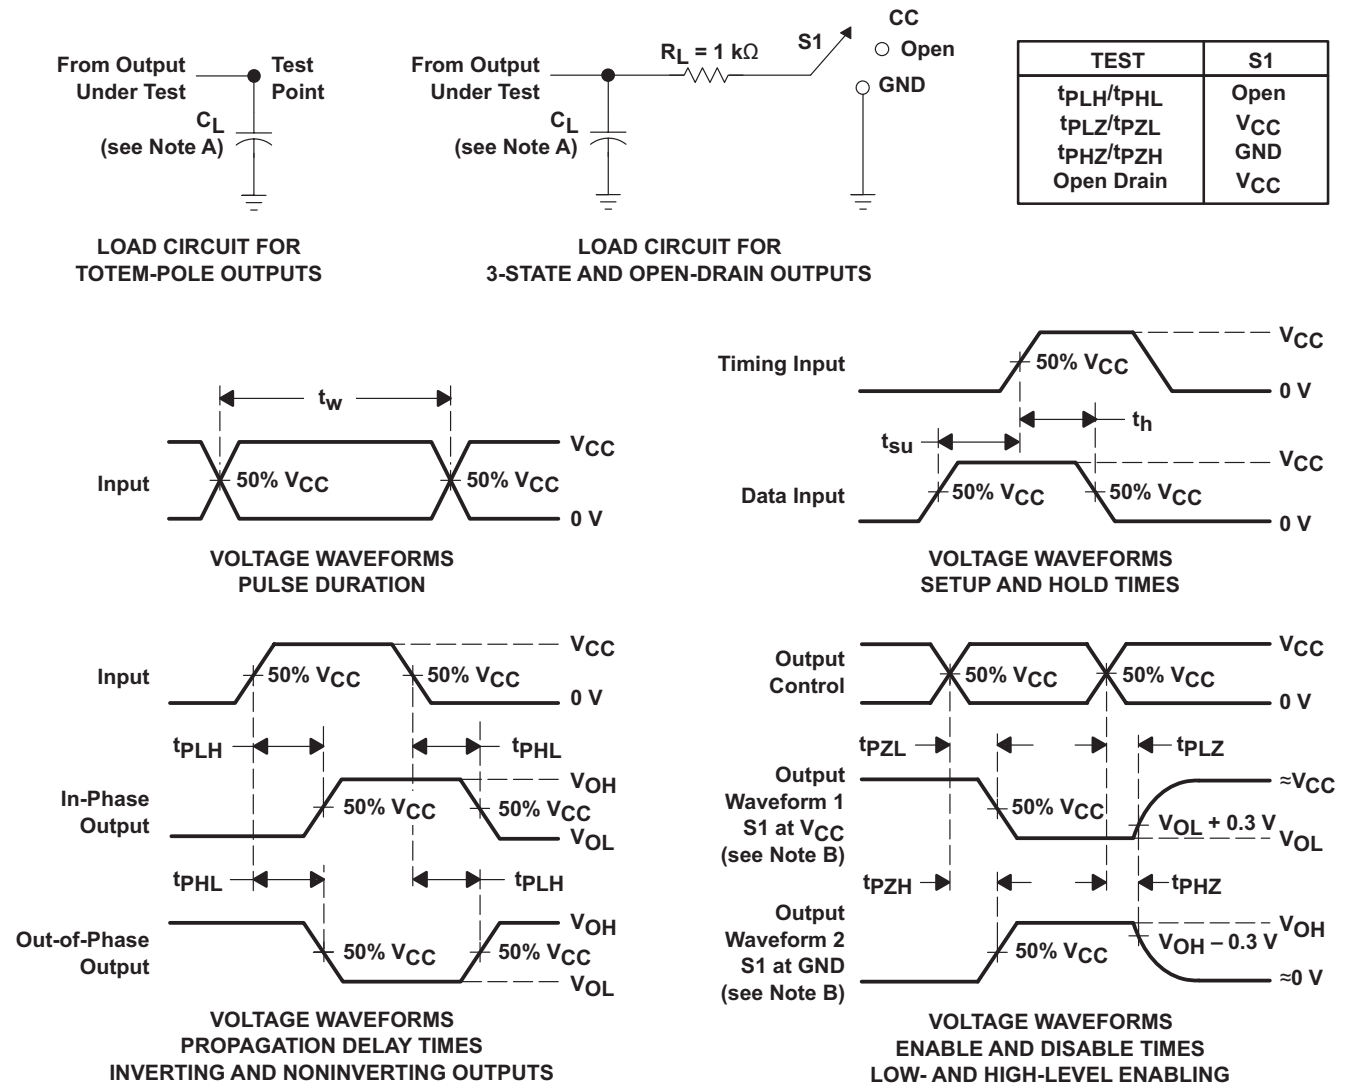 From Output
Under Test
Test
Point
CL
(see Note A)
LOAD CIRCUIT FOR
TOTEM-POLE OUTPUTS
From Output
Under Test
CL
(see Note A)
RL = 1 kΩ
S1
CC
Open
GND
LOAD CIRCUIT FOR
3-STATE AND OPEN-DRAIN OUTPUTS
TEST S1
tPLH/tPHL Open
tPLZ/tPZL VCC
tPHZ/tPZH GND
Open Drain VCC
tw
Input
50% VCC
50% VCC
VCC
0 V
VOLTAGE WAVEFORMS
PULSE DURATION
Timing Input
50% VCC
VCC
0 V
th
tsu
Data Input
50% VCC
50% VCC
VCC
0 V
VOLTAGE WAVEFORMS
SETUP AND HOLD TIMES
Input
50% VCC
50% VCC
VCC
0 V
tPLH
tPHL
In-Phase
Output
50% VCC
50% VCC
VOH
VOL
tPHL
tPLH
Out-of-Phase
Output
50% VCC
50% VCC
VOH
VOL
VOLTAGE WAVEFORMS
PROPAGATION DELAY TIMES
INVERTING AND NONINVERTING OUTPUTS
Output
Control
50% VCC
50% VCC
VCC
0 V
tPZL
tPLZ
Output
Waveform 1
S1 at VCC
(see Note B)
50% VCC
≈VCC
VOL + 0.3 V
VOL
tPZH
tPHZ
Output
Waveform 2
S1 at GND
(see Note B)
50% VCC
VOH
VOH – 0.3 V
≈0 V
VOLTAGE WAVEFORMS
ENABLE AND DISABLE TIMES
LOW- AND HIGH-LEVEL ENABLING